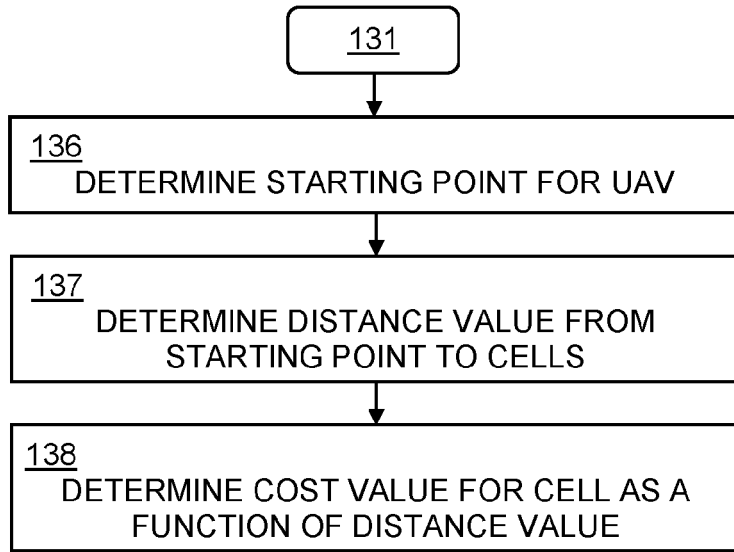 131
136
DETERMINE STARTING POINT FOR UAV
137
DETERMINE DISTANCE VALUE FROM
STARTING POINT TO CELLS
138
DETERMINE COST VALUE FOR CELL AS A
FUNCTION OF DISTANCE VALUE